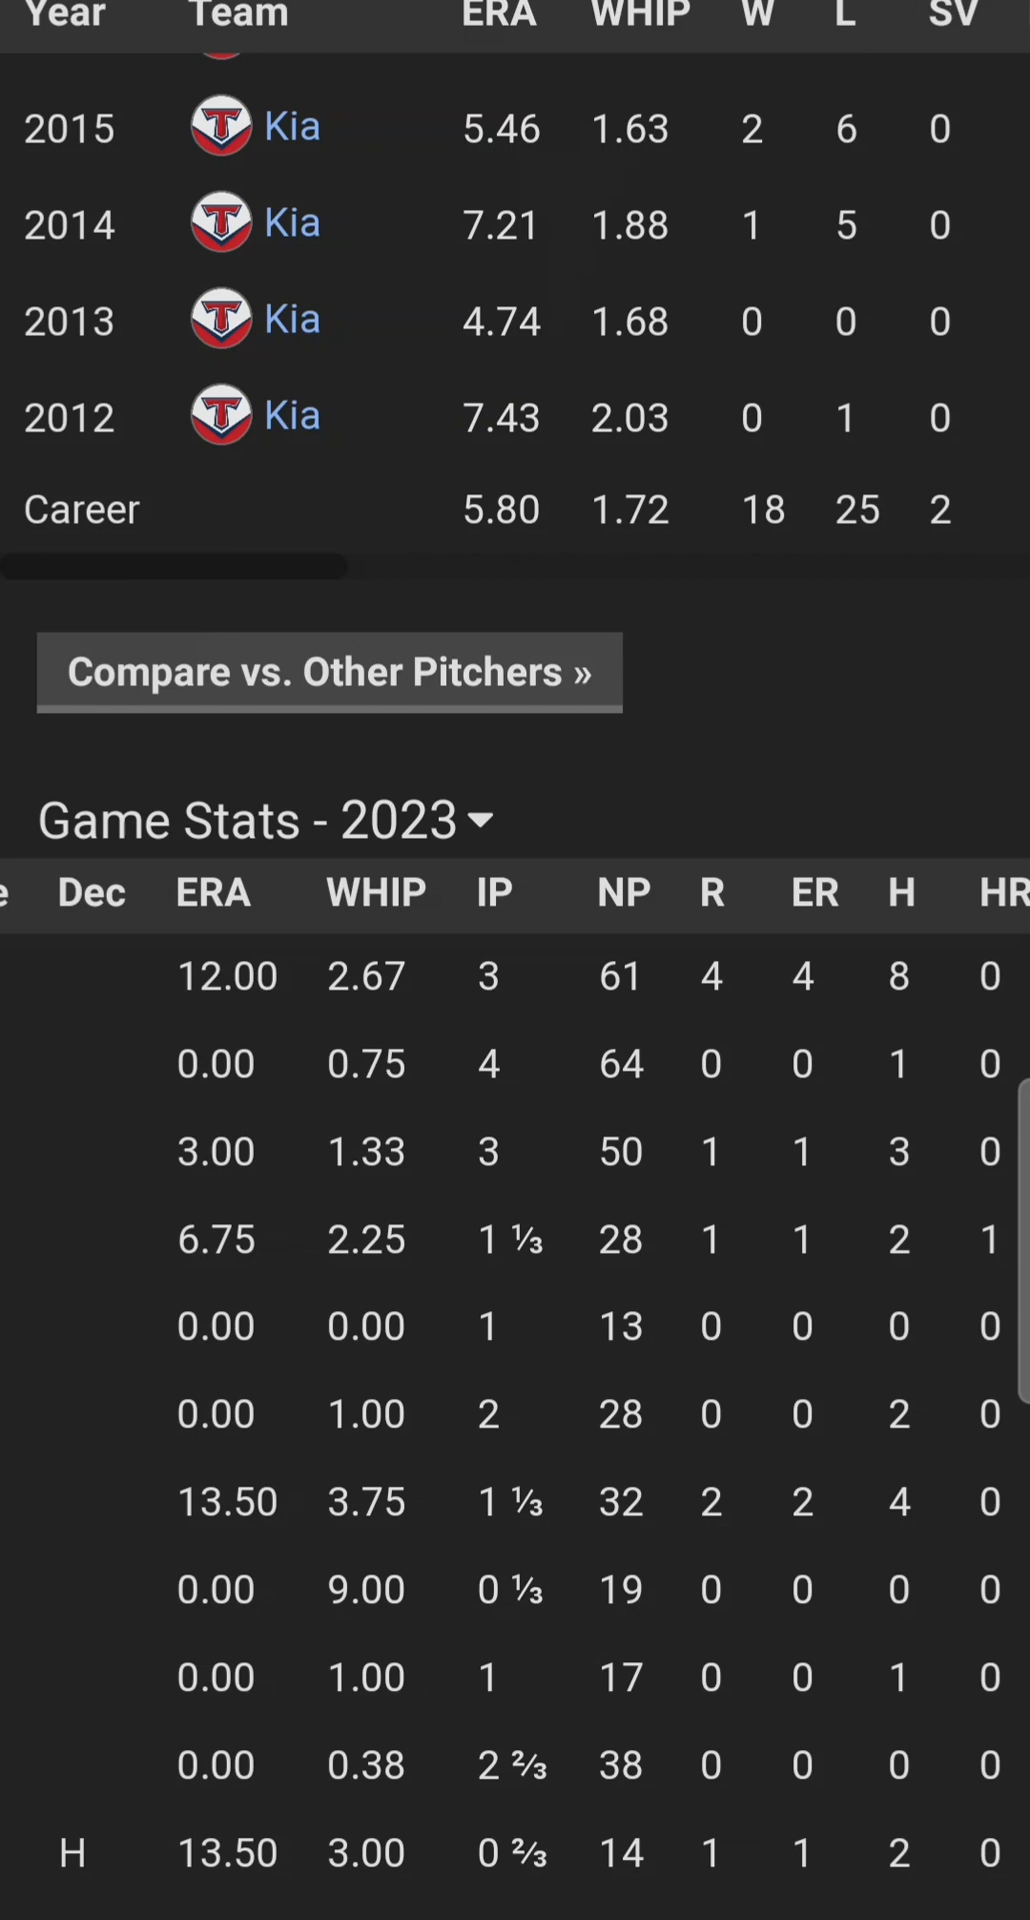 Year Team ERA WHIP W L SV
2015 Kia 5.46 1.63 2 6 0
2014 Kia 7.21 1.88 1 5 0
2013 Kia 4.74 1.68 0 0 0
2012 Kia 7.43 2.03 0 1 0
Career 5.80 1.72 18 25 2
Compare vs. Other Pitchers »
Game Stats - 2023
e Dec ERA WHIP IP NP R ER H HR
12.00 2.67 3 61 4 4 8 0
0.00 0.75 4 64 0 0 1 0
3.00 1.33 3 50 1 1 3 0
6.75 2.25 1 ⅓ 28 1 1 2 1
0.00 0.00 1 13 0 0 0 0
0.00 1.00 2 28 0 0 2 0
13.50 3.75 1 ⅓ 32 2 2 4 0
0.00 9.00 0 ⅓ 19 0 0 0 0
0.00 1.00 1 17 0 0 1 0
0.00 0.38 2 ⅔ 38 0 0 0 0
H 13.50 3.00 0 ⅔ 14 1 1 2 0